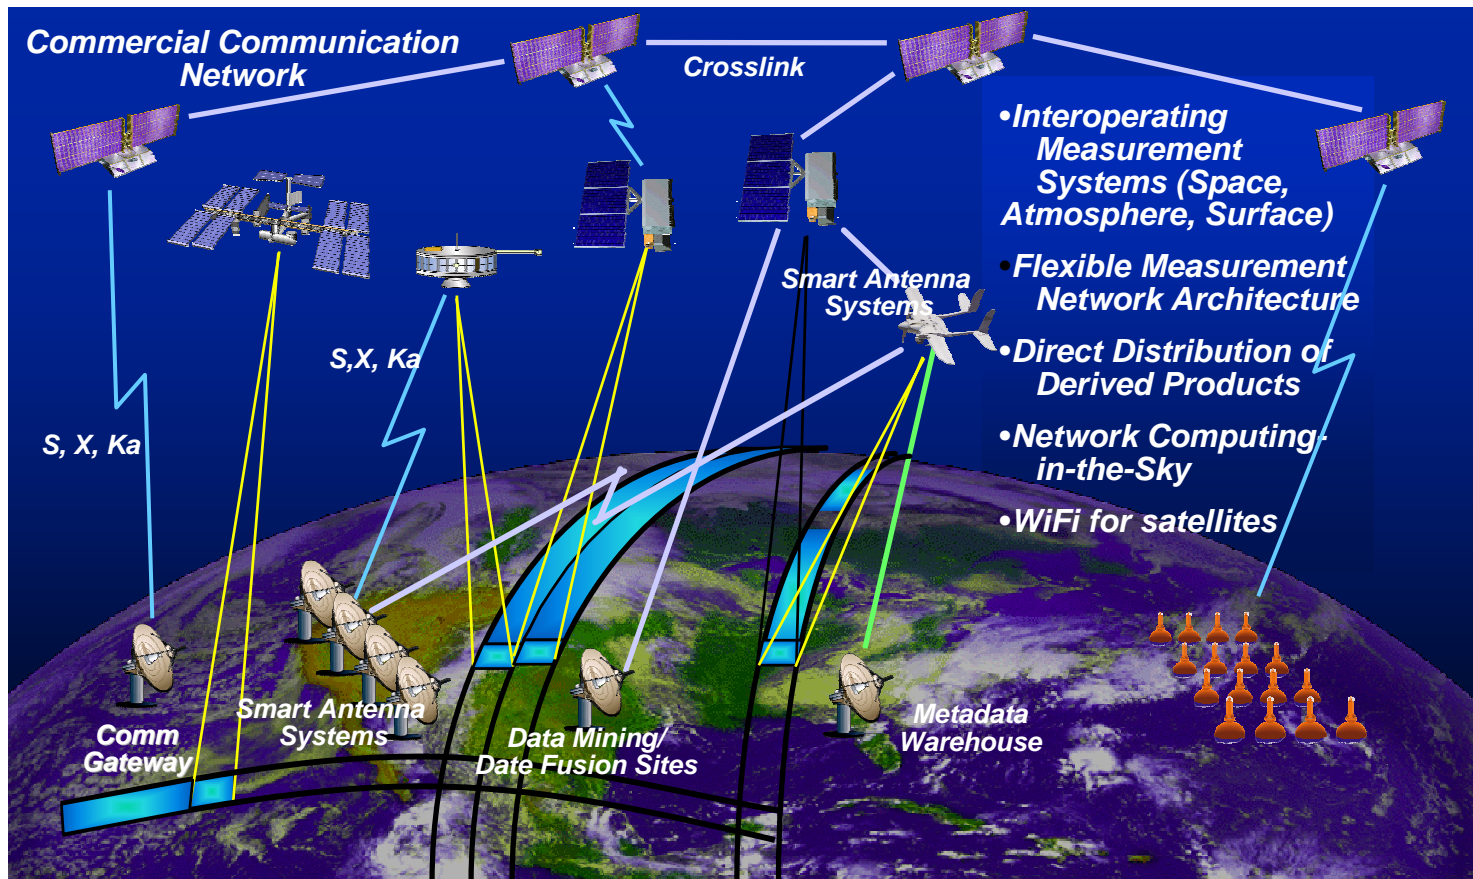 Commercial Communication
Network
Crosslink
•Interoperating
Measurement
Systems (Space,
Atmosphere, Surface)
•Flexible Measurement
Network Architecture
•Direct Distribution of
Derived Products
•Network Computing-
in-the-Sky
•WiFi for satellites
Smart Antenna
Systems
S,X, Ka
S, X, Ka
Smart Antenna
Systems
Comm
Gateway
Data Mining/
Date Fusion Sites
Metadata
Warehouse